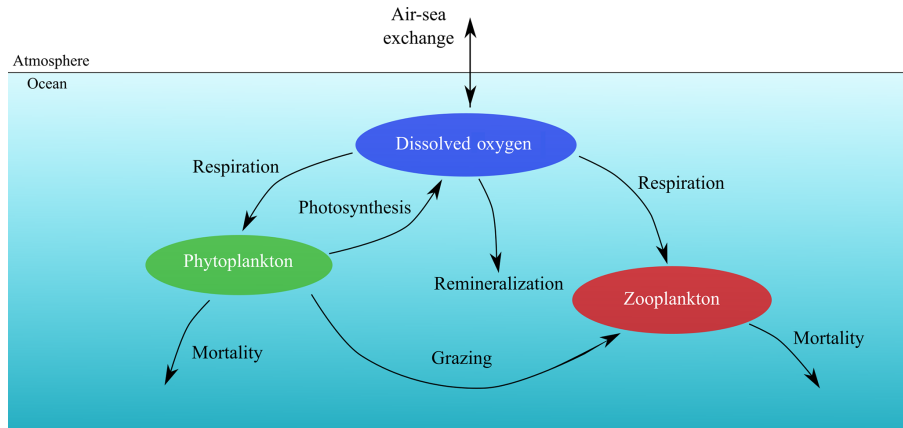 Air-sea
exchange
Atmosphere
Ocean
Dissolved oxygen
Respiration
Respiration
Photosynthesis
Phytoplankton
Remineralization
Zooplankton
Mortality
Grazing
Mortality